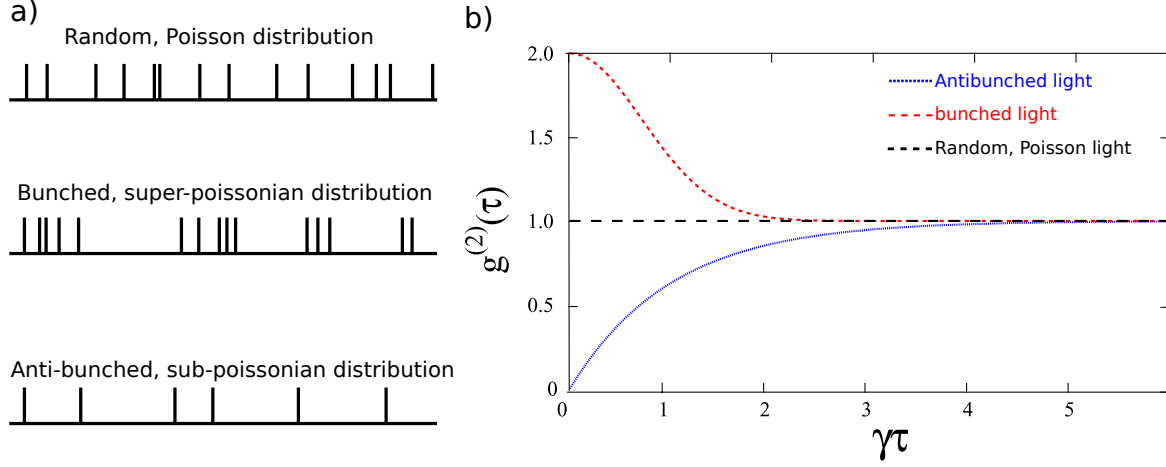 a)
Random, Poisson distribution
Bunched, super-poissonian distribution
Anti-bunched, sub-poissonian distribution
b)
2.0
1.5
1.0
0.5
0
g(2)(τ)
Antibunched light
bunched light
Random, Poisson light
0 1 2 3 4 5
γτ